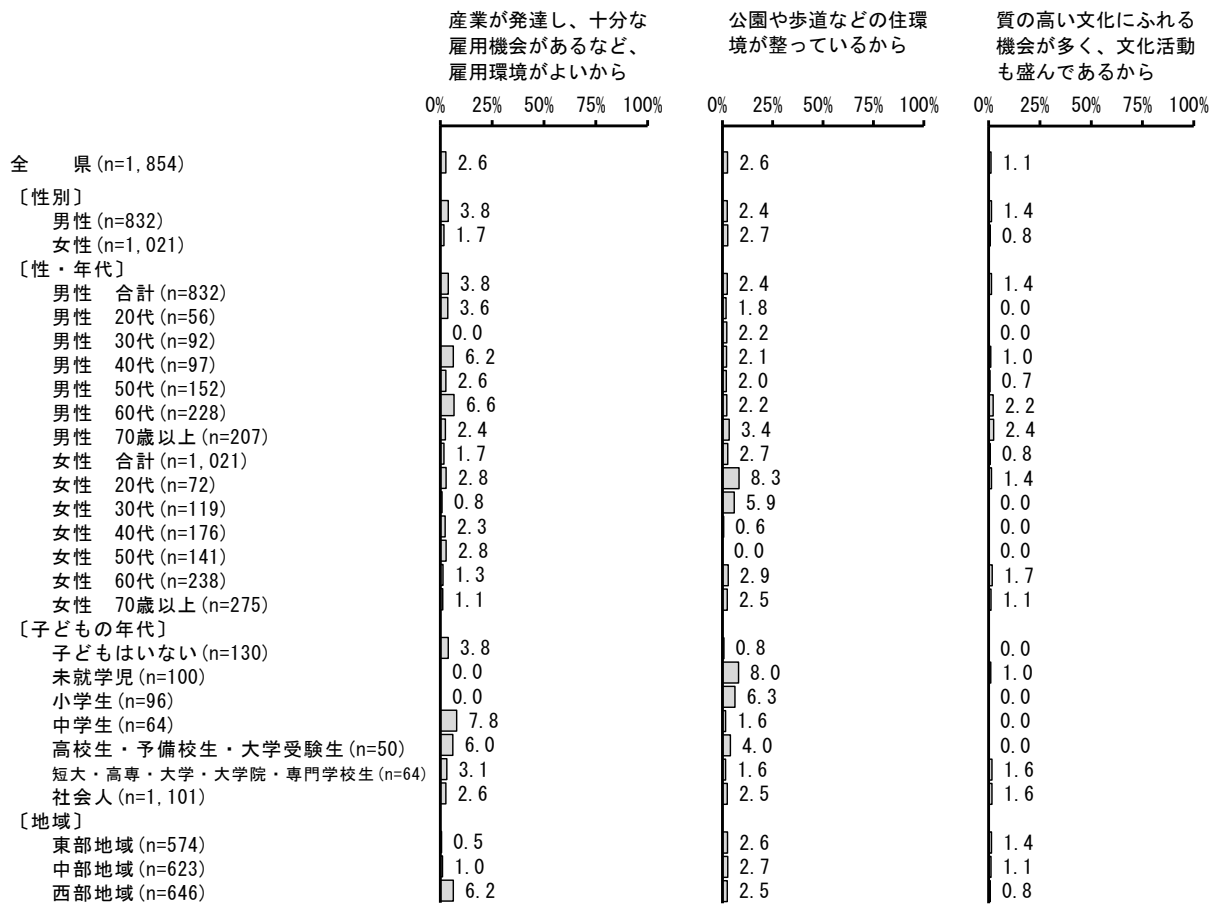 産業が発達し、十分な
雇用機会があるなど、
雇用環境がよいから
公園や歩道などの住環
境が整っているから
質の高い文化にふれる
機会が多く、文化活動
も盛んであるから
0% 25% 50% 75% 100% 0% 25% 50% 75% 100% 0% 25% 50% 75% 100%
全　　県(n=1,854) 2.6 2.6 1.1
〔性別〕
男性(n=832) 3.8 2.4 1.4
女性(n=1,021) 1.7 2.7 0.8
〔性・年代〕
男性　合計(n=832) 3.8 2.4 1.4
男性　20代(n=56) 3.6 1.8 0.0
男性　30代(n=92) 0.0 2.2 0.0
男性　40代(n=97) 6.2 2.1 1.0
男性　50代(n=152) 2.6 2.0 0.7
男性　60代(n=228) 6.6 2.2 2.2
男性　70歳以上(n=207) 2.4 3.4 2.4
女性　合計(n=1,021) 1.7 2.7 0.8
女性　20代(n=72) 2.8 8.3 1.4
女性　30代(n=119) 0.8 5.9 0.0
女性　40代(n=176) 2.3 0.6 0.0
女性　50代(n=141) 2.8 0.0 0.0
女性　60代(n=238) 1.3 2.9 1.7
女性　70歳以上(n=275) 1.1 2.5 1.1
〔子どもの年代〕
子どもはいない(n=130) 3.8 0.8 0.0
未就学児(n=100) 0.0 8.0 1.0
小学生(n=96) 0.0 6.3 0.0
中学生(n=64) 7.8 1.6 0.0
高校生・予備校生・大学受験生(n=50) 6.0 4.0 0.0
短大・高専・大学・大学院・専門学校生(n=64) 3.1 1.6 1.6
社会人(n=1,101) 2.6 2.5 1.6
〔地域〕
東部地域(n=574) 0.5 2.6 1.4
中部地域(n=623) 1.0 2.7 1.1
西部地域(n=646) 6.2 2.5 0.8